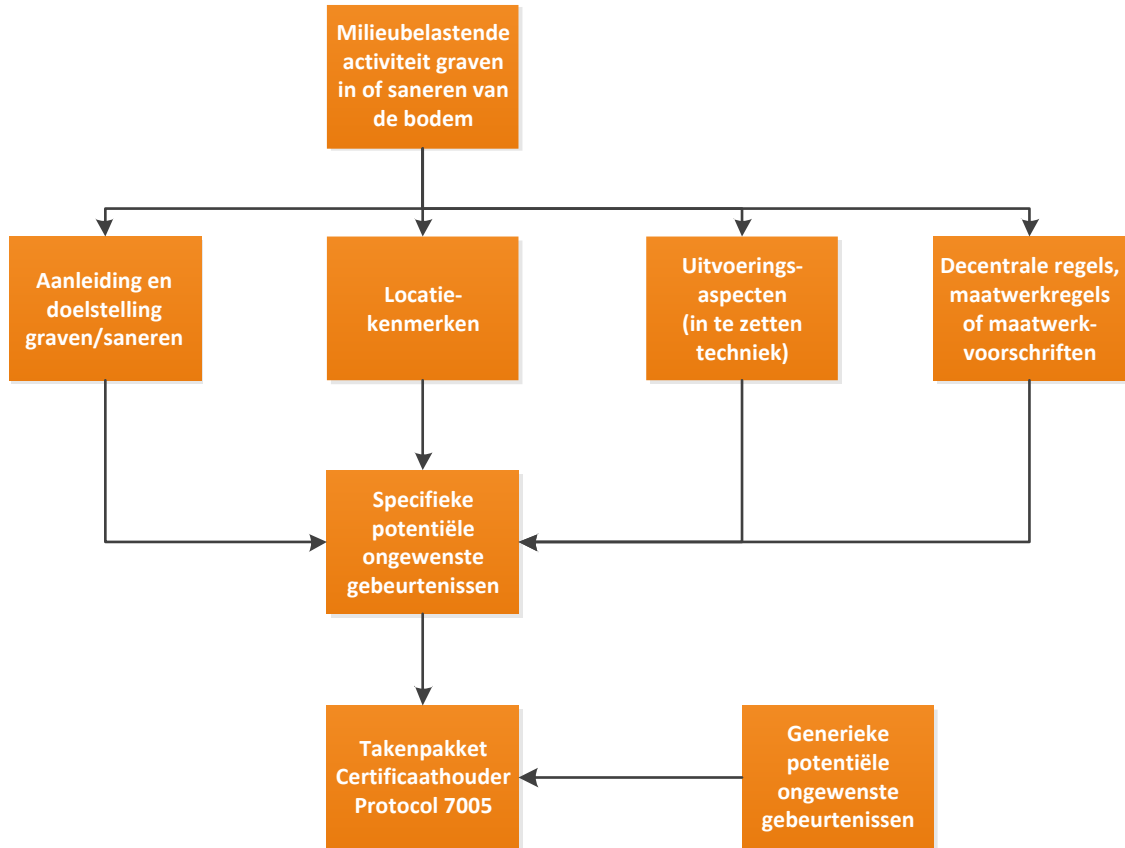 Milieubelastende
activiteit graven
in of saneren van
de bodem
Aanleiding en
doelstelling
graven/saneren
Locatie-
kenmerken
Uitvoerings-
aspecten
(in te zetten
techniek)
Decentrale regels,
maatwerkregels
of maatwerk-
voorschriften
Specifieke
potentiële
ongewenste
gebeurtenissen
Takenpakket
Certificaathouder
Protocol 7005
Generieke
potentiële
ongewenste
gebeurtenissen